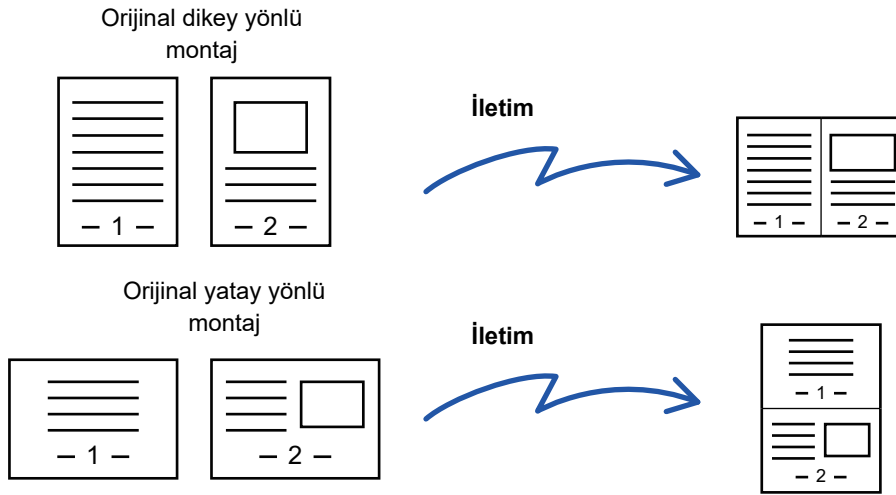 Orijinal dikey yönlü
montaj
İletim
– 1 –
– 2 –
– 1 –
– 2 –
Orijinal yatay yönlü
montaj
İletim
– 1 –
– 2 –
– 1 –
– 2 –